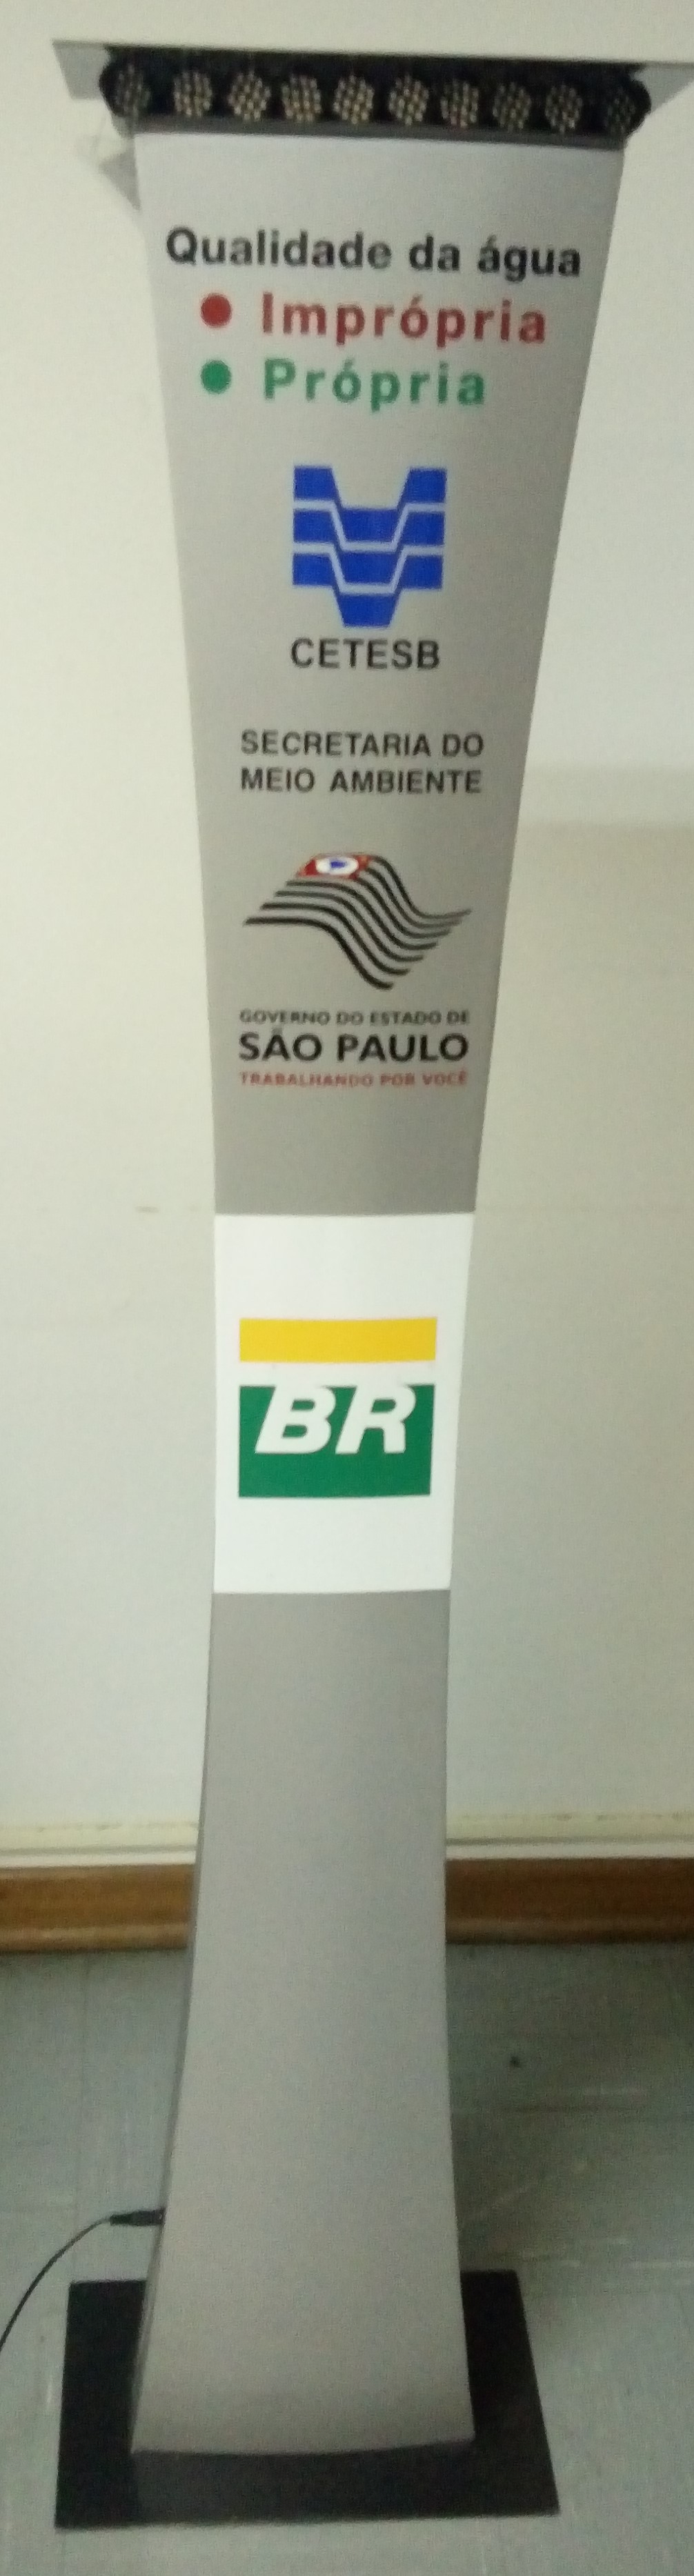 Qualidade da água
Imprópria
Própria
CETESB
SECRETARIA DO
MEIO AMBIENTE
GOVERNO DO ESTADO DE
SÃO PAULO
TRABALHANDO POR VOCÊ
BR